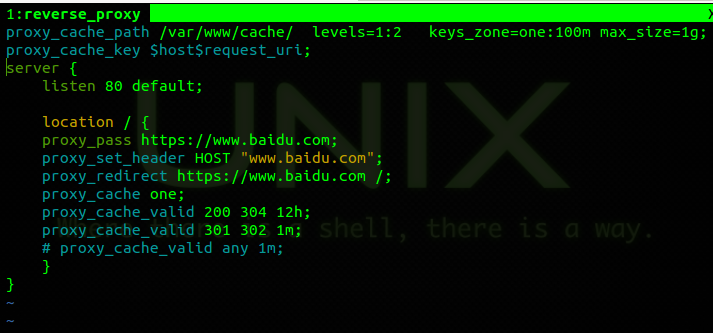 1:reverse_proxy X
proxy_cache_path /var/www/cache/  levels=1:2   keys_zone=one:100m max_size=1g;
proxy_cache_key $host$request_uri;
server {
    listen 80 default;
    location / {
    proxy_pass https://www.baidu.com;
    proxy_set_header HOST "www.baidu.com";
    proxy_redirect https://www.baidu.com /;
    proxy_cache one;
    proxy_cache_valid 200 304 12h;
    proxy_cache_valid 301 302 1m;
    # proxy_cache_valid any 1m;
    }
}
~
~
UNIX
shell, there is a way.